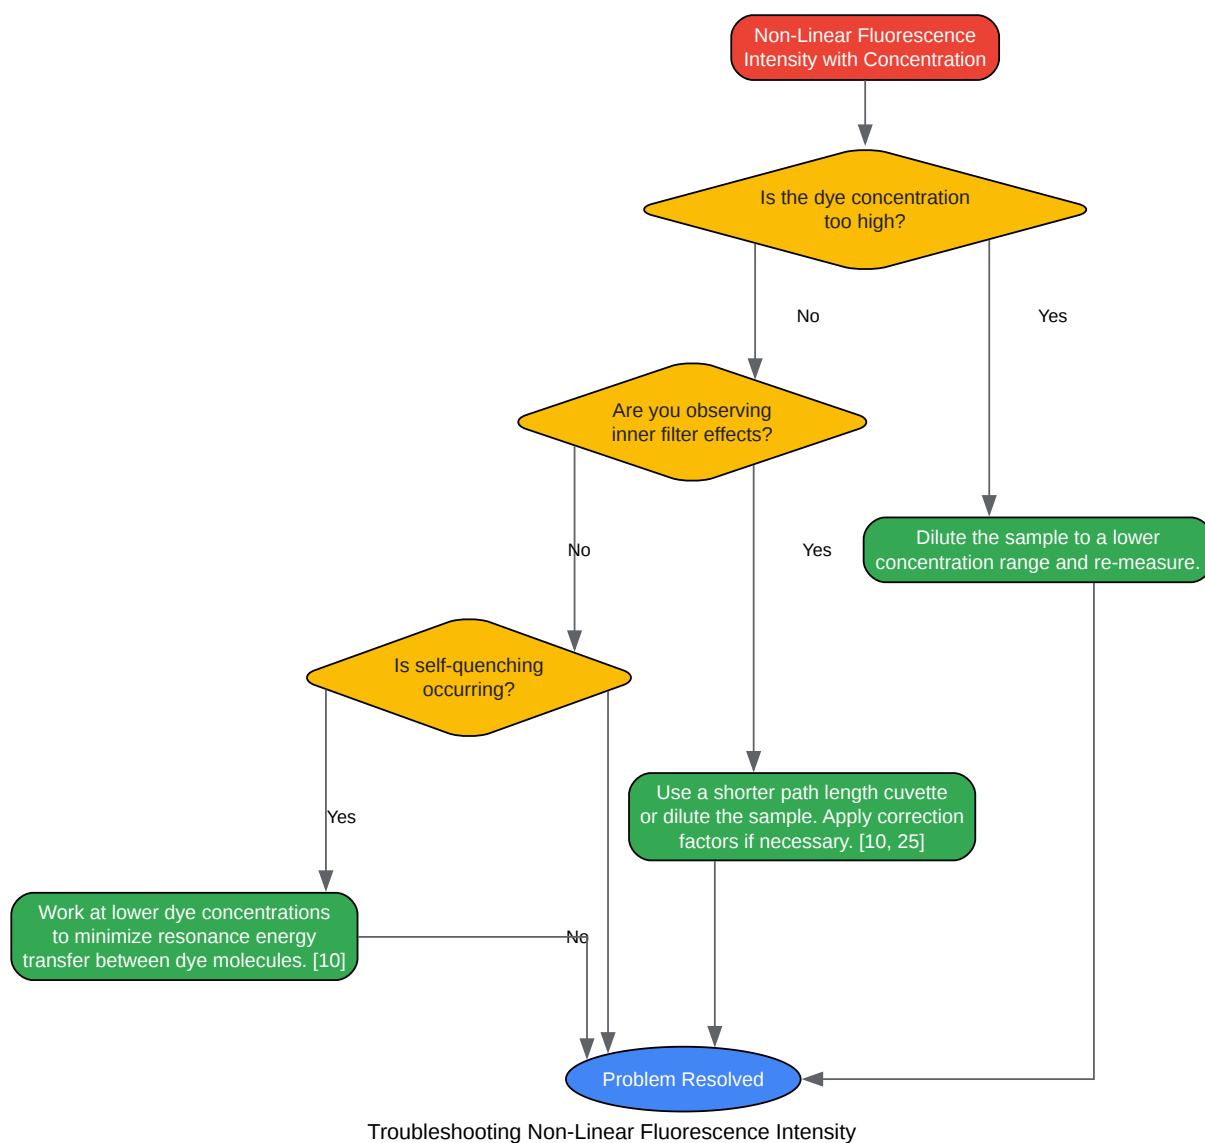 Non-Linear Fluorescence
Intensity with Concentration
Is the dye concentration
too high?
No
Yes
Are you observing
inner filter effects?
Dilute the sample to a lower
concentration range and re-measure.
No
Yes
Is self-quenching
occurring?
Use a shorter path length cuvette
or dilute the sample. Apply correction
factors if necessary. [10, 25]
Yes
Work at lower dye concentrations
to minimize resonance energy
transfer between dye molecules. [10]
No
Problem Resolved
Troubleshooting Non-Linear Fluorescence Intensity